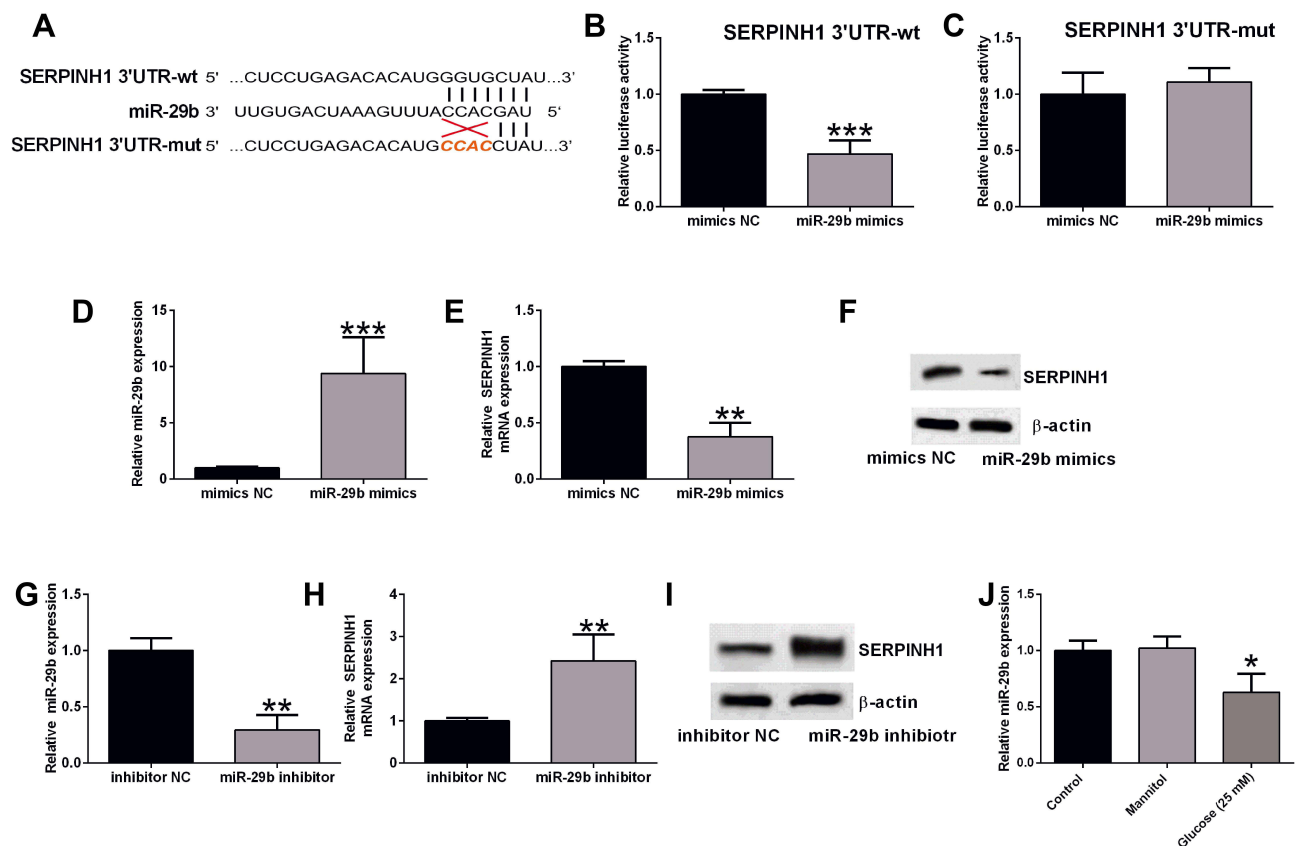 A
SERPINH1 3'UTR-wt 5' ...CUCCUGAGACACAUGGGUGCUAU...3'
miR-29b 3' UUGUGACUAAAGUUUACCACGAU 5'
SERPINH1 3'UTR-mut 5' ...CUCCUGAGACACAUGCCACCUAU...3'
B
SERPINH1 3'UTR-wt
Relative luciferase activity
1.5
1.0
0.5
0.0
***
mimics NC
miR-29b mimics
C
SERPINH1 3'UTR-mut
Relative luciferase activity
1.5
1.0
0.5
0.0
mimics NC
miR-29b mimics
D
Relative miR-29b expression
15
10
5
0
***
mimics NC
miR-29b mimics
E
Relative SERPINH1
mRNA expression
1.5
1.0
0.5
0.0
**
mimics NC
miR-29b mimics
F
SERPINH1
β-actin
mimics NC
miR-29b mimics
G
Relative miR-29b expression
1.5
1.0
0.5
0.0
**
inhibitor NC
miR-29b inhibitor
H
Relative SERPINH1
mRNA expression
4
3
2
1
0
**
inhibitor NC
miR-29b inhibitor
I
SERPINH1
β-actin
inhibitor NC
miR-29b inhibiotr
J
Relative miR-29b expression
1.5
1.0
0.5
0.0
*
Control
Mannitol
Glucose (25 mM)